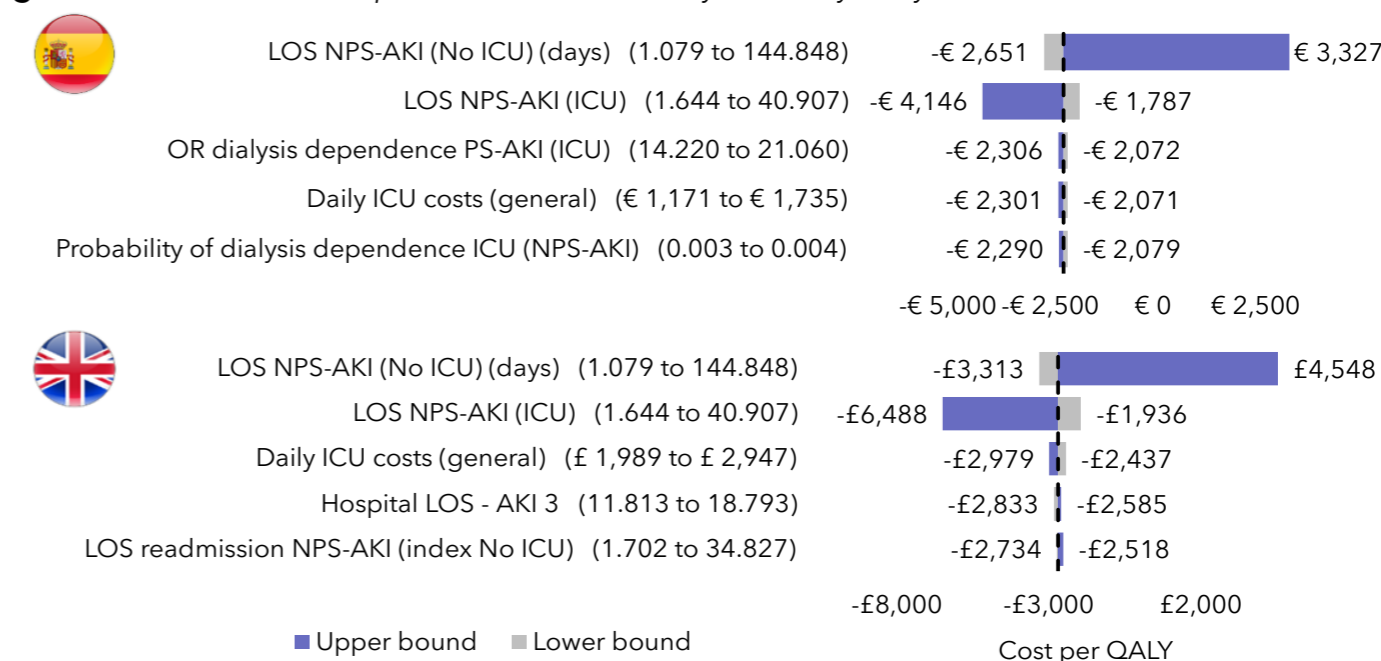 LOS NPS-AKI (No ICU) (days) (1.079 to 144.848) -€ 2,651 € 3,327
LOS NPS-AKI (ICU) (1.644 to 40.907) -€ 4,146 -€ 1,787
OR dialysis dependence PS-AKI (ICU) (14.220 to 21.060) -€ 2,306 -€ 2,072
Daily ICU costs (general) (€ 1,171 to € 1,735) -€ 2,301 -€ 2,071
Probability of dialysis dependence ICU (NPS-AKI) (0.003 to 0.004) -€ 2,290 -€ 2,079
-€ 5,000 -€ 2,500 € 0 € 2,500
LOS NPS-AKI (No ICU) (days) (1.079 to 144.848) -£3,313 £4,548
LOS NPS-AKI (ICU) (1.644 to 40.907) -£6,488 -£1,936
Daily ICU costs (general) (£ 1,989 to £ 2,947) -£2,979 -£2,437
Hospital LOS - AKI 3 (11.813 to 18.793) -£2,833 -£2,585
LOS readmission NPS-AKI (index No ICU) (1.702 to 34.827) -£2,734 -£2,518
-£8,000 -£3,000 £2,000
Upper bound Lower bound Cost per QALY